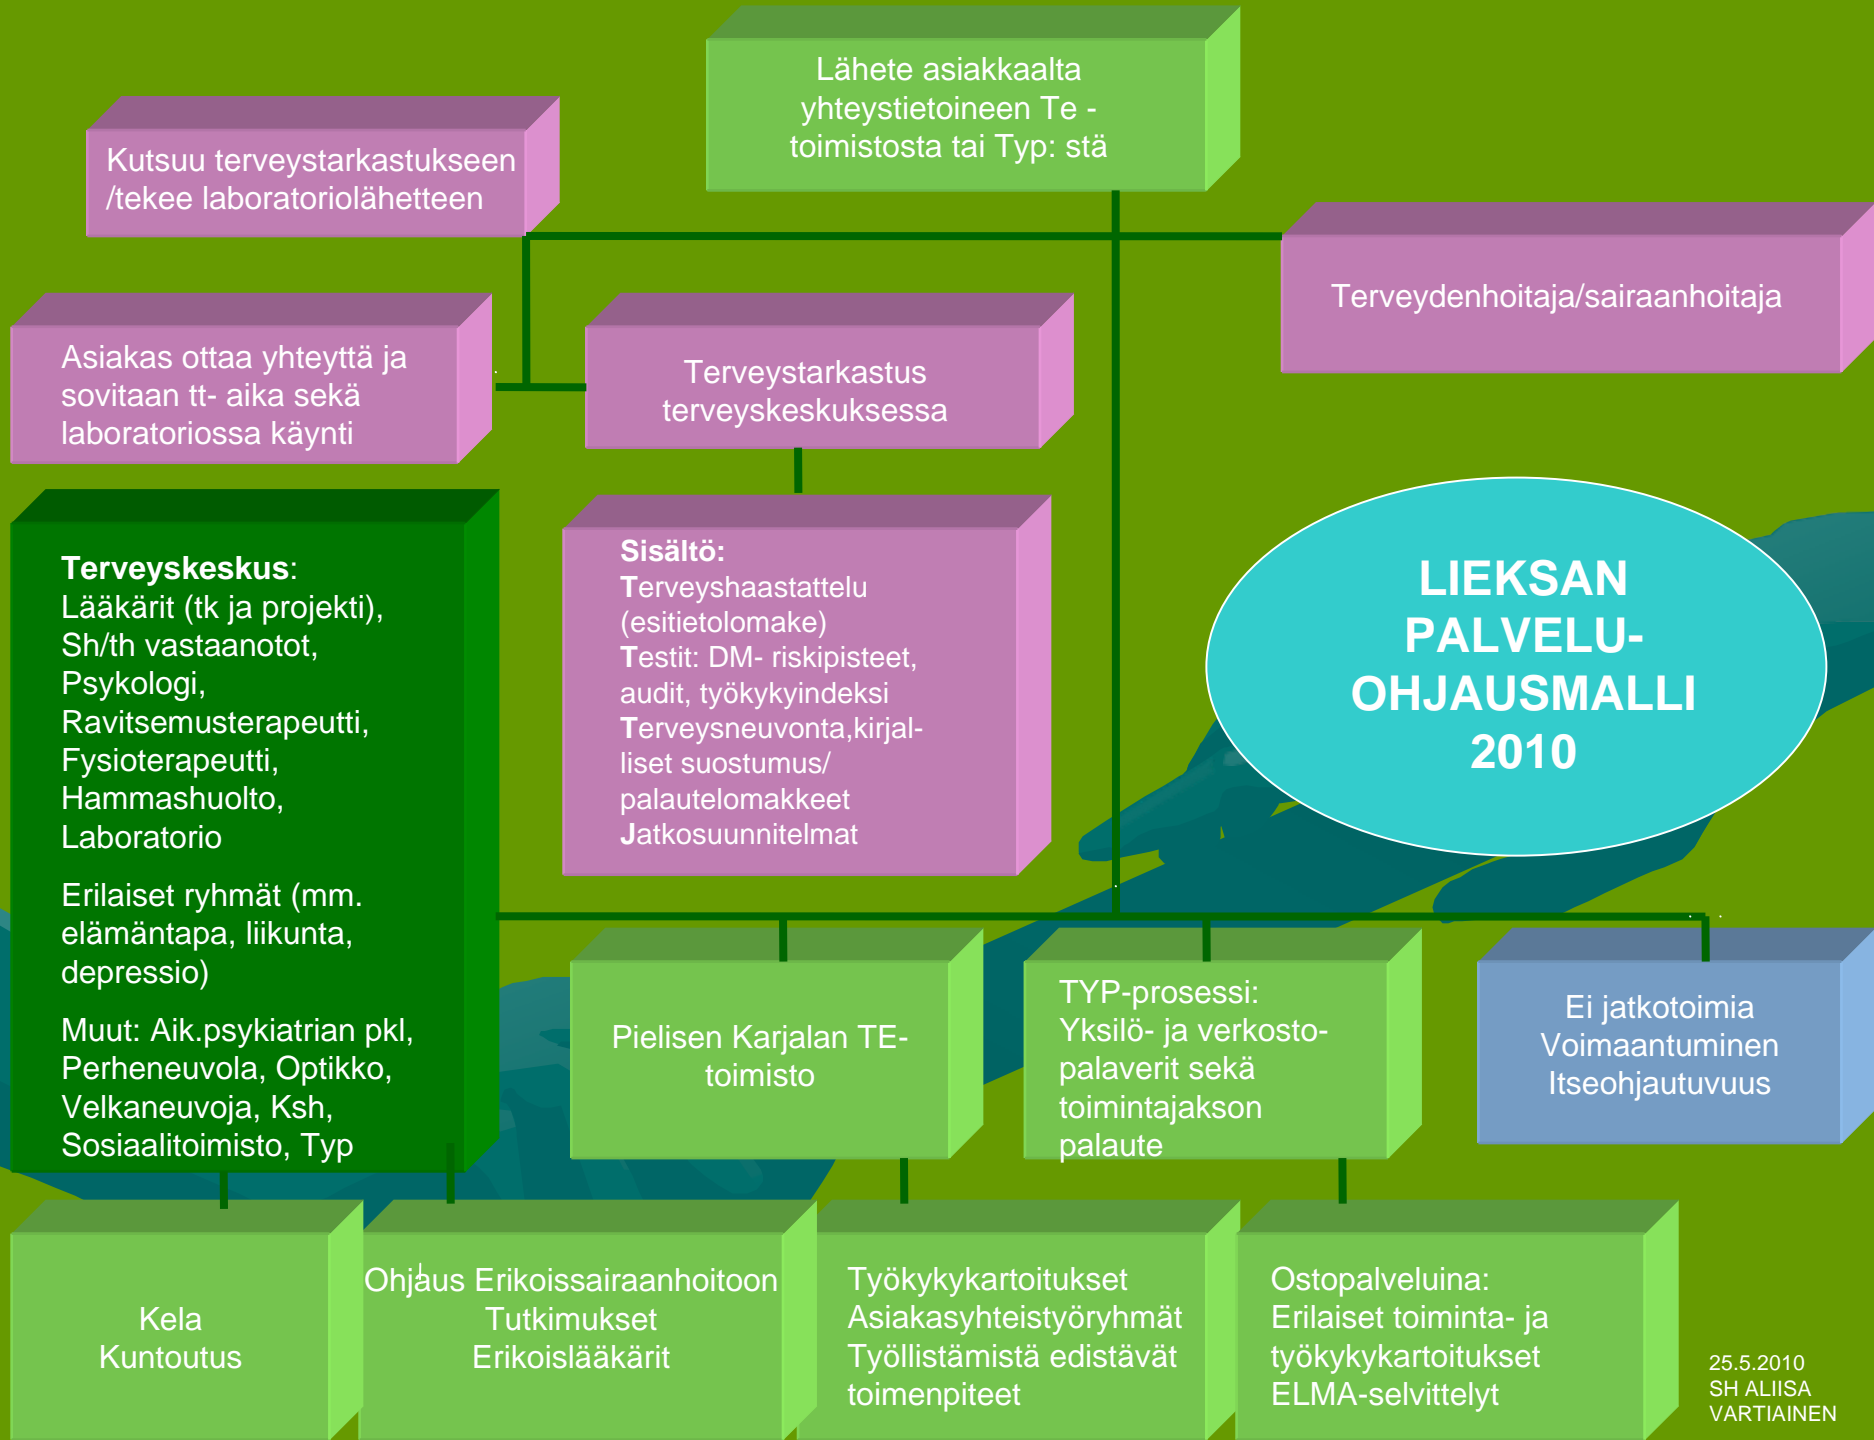 Lähete asiakkaalta
yhteystietoineen Te -
toimistosta tai Typ: stä
Kutsuu terveystarkastukseen
/tekee laboratoriolähetteen
Terveydenhoitaja/sairaanhoitaja
Asiakas ottaa yhteyttä ja
sovitaan tt- aika sekä
laboratoriossa käynti
Terveystarkastus
terveyskeskuksessa
Terveyskeskus:
Lääkärit (tk ja projekti),
Sh/th vastaanotot,
Psykologi,
Ravitsemusterapeutti,
Fysioterapeutti,
Hammashuolto,
Laboratorio
Erilaiset ryhmät (mm.
elämäntapa, liikunta,
depressio)
Muut: Aik.psykiatrian pkl,
Perheneuvola, Optikko,
Velkaneuvoja, Ksh,
Sosiaalitoimisto, Typ
Sisältö:
Terveyshaastattelu
(esitietolomake)
Testit: DM- riskipisteet,
audit, työkykyindeksi
Terveysneuvonta,kirjal-
liset suostumus/
palautelomakkeet
Jatkosuunnitelmat
LIEKSAN
PALVELU-
OHJAUSMALLI
2010
Pielisen Karjalan TE-
toimisto
TYP-prosessi:
Yksilö- ja verkosto-
palaverit sekä
toimintajakson
palaute
Ei jatkotoimia
Voimaantuminen
Itseohjautuvuus
Kela
Kuntoutus
Ohjaus Erikoissairaanhoitoon
Tutkimukset
Erikoislääkärit
Työkykykartoitukset
Asiakasyhteistyöryhmät
Työllistämistä edistävät
toimenpiteet
Ostopalveluina:
Erilaiset toiminta- ja
työkykykartoitukset
ELMA-selvittelyt
25.5.2010
SH ALIISA
VARTIAINEN